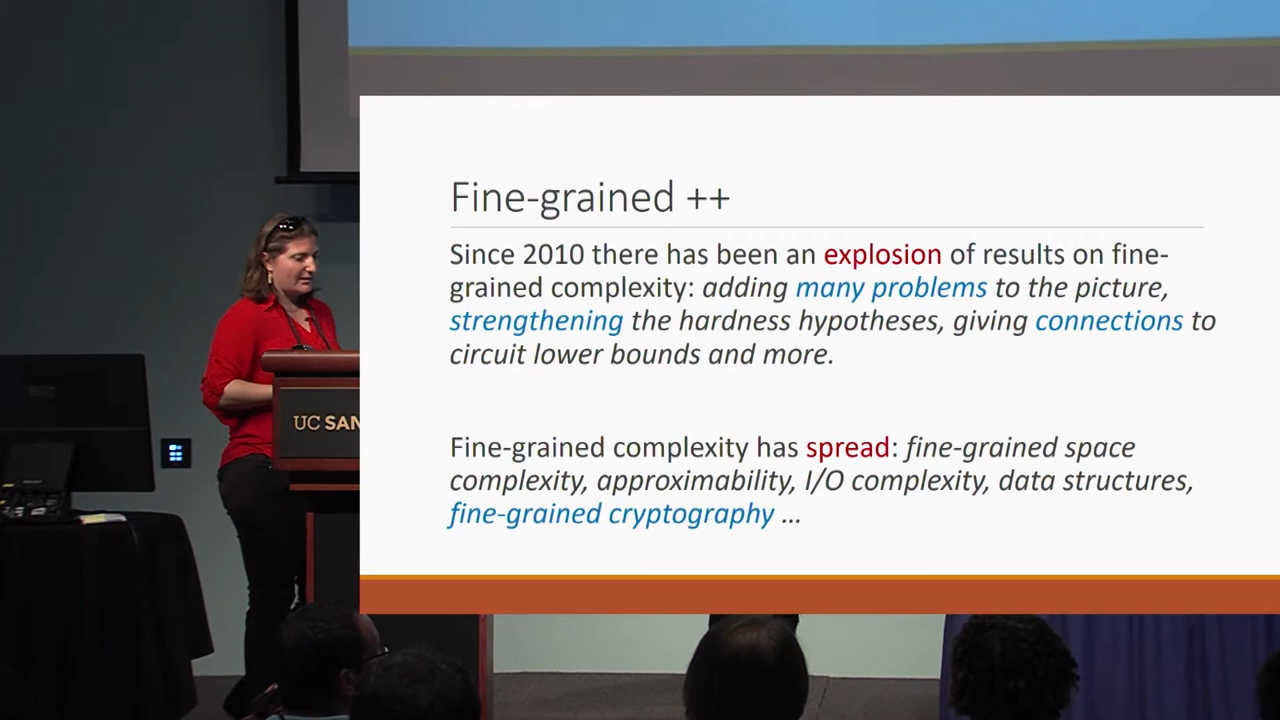 Fine-grained ++
Since 2010 there has been an explosion of results on fine-
grained complexity: adding many problems to the picture,
strengthening the hardness hypotheses, giving connections to
circuit lower bounds and more.
Fine-grained complexity has spread: fine-grained space
complexity, approximability, I/O complexity, data structures,
fine-grained cryptography ...
UC SAN